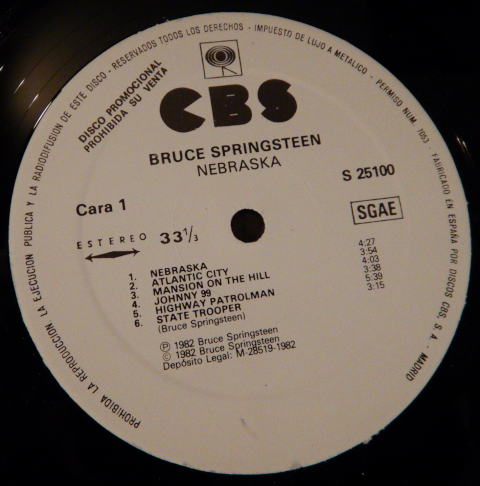 PROHIBIDA LA REPRODUCCION, LA EJECUCION PUBLICA Y LA RADIODIFUSION DE ESTE DISCO - RESERVADOS TODOS LOS DERECHOS - IMPUESTO DE LUJO A METALICO - PERMISO NUM. 1053 - FABRICADO EN ESPAÑA POR DISCOS CBS, S. A. - MADRID
DISCO PROMOCIONAL
PROHIBIDA SU VENTA
CBS
BRUCE SPRINGSTEEN
NEBRASKA
S 25100
Cara 1
SGAE
ESTEREO 33 1/3
1. NEBRASKA 4:27
2. ATLANTIC CITY 3:54
3. MANSION ON THE HILL 4:03
4. JOHNNY 99 3:38
5. HIGHWAY PATROLMAN 5:39
6. STATE TROOPER 3:15
(Bruce Springsteen)
Ⓟ 1982 Bruce Springsteen
© 1982 Bruce Springsteen
Depósito Legal: M-28519-1982